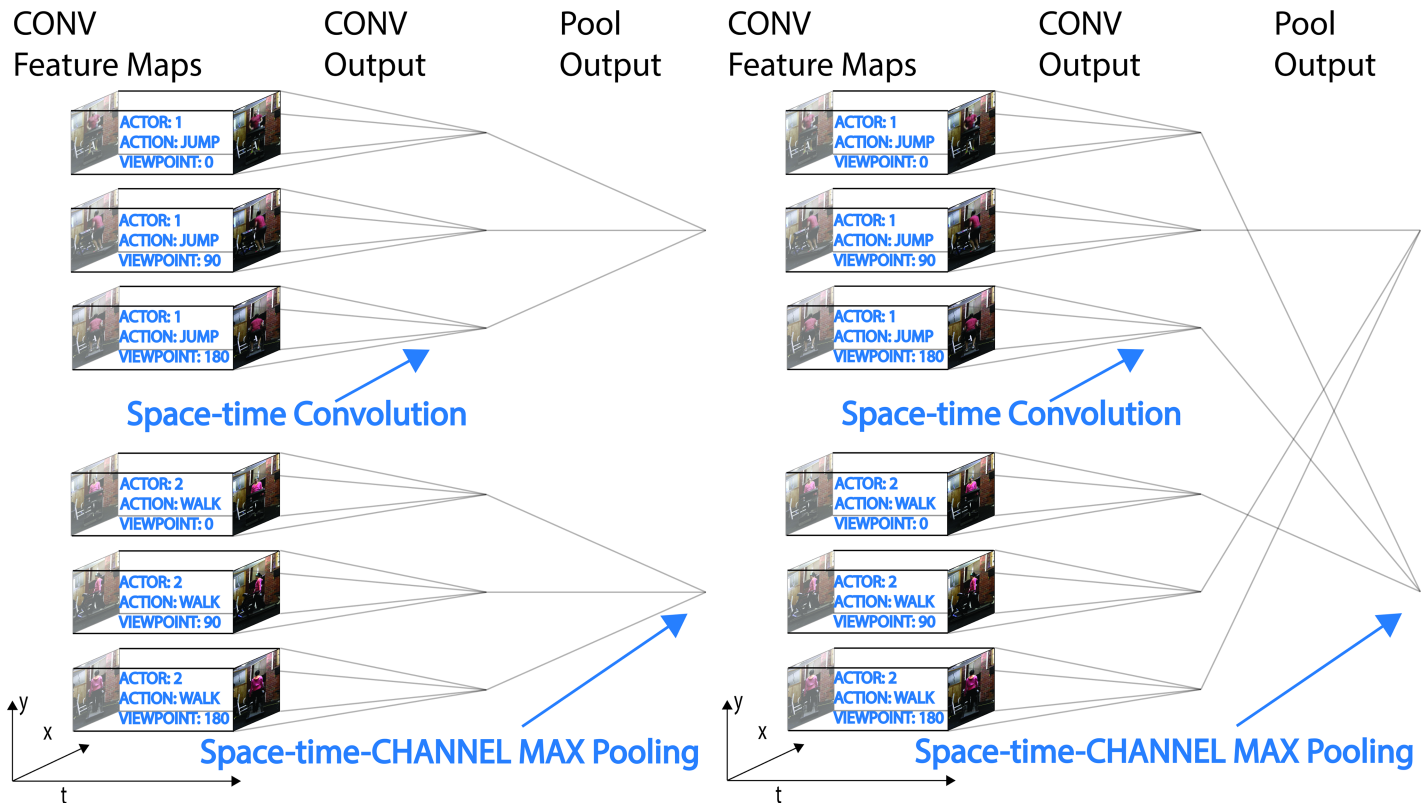 CONV
Feature Maps
CONV
Output
Pool
Output
ACTOR: 1
ACTION: JUMP
VIEWPOINT: 0
ACTOR: 1
ACTION: JUMP
VIEWPOINT: 90
ACTOR: 1
ACTION: JUMP
VIEWPOINT: 180
Space-time Convolution
ACTOR: 2
ACTION: WALK
VIEWPOINT: 0
ACTOR: 2
ACTION: WALK
VIEWPOINT: 90
ACTOR: 2
ACTION: WALK
VIEWPOINT: 180
Space-time-CHANNEL MAX Pooling
y
x
t
CONV
Feature Maps
CONV
Output
Pool
Output
ACTOR: 1
ACTION: JUMP
VIEWPOINT: 0
ACTOR: 1
ACTION: JUMP
VIEWPOINT: 90
ACTOR: 1
ACTION: JUMP
VIEWPOINT: 180
Space-time Convolution
ACTOR: 2
ACTION: WALK
VIEWPOINT: 0
ACTOR: 2
ACTION: WALK
VIEWPOINT: 90
ACTOR: 2
ACTION: WALK
VIEWPOINT: 180
Space-time-CHANNEL MAX Pooling
y
x
t